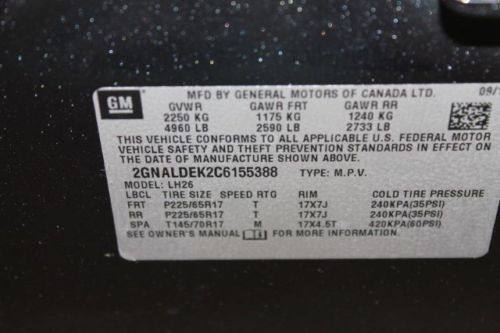 GM
MFD BY GENERAL MOTORS OF CANADA LTD. 09/
GVWR GAWR FRT GAWR RR
2250 KG 1175 KG 1240 KG
4960 LB 2590 LB 2733 LB
THIS VEHICLE CONFORMS TO ALL APPLICABLE U.S. FEDERAL MOTOR
VEHICLE SAFETY AND THEFT PREVENTION STANDARDS IN EFFECT ON
THE DATE OF MANUFACTURE SHOWN ABOVE.
2GNALDEK2C6155388 TYPE: M.P.V.
MODEL: LH26
LBCL TIRE SIZE SPEED RTG RIM COLD TIRE PRESSURE
FRT P225/65R17 T 17X7J 240KPA(35PSI)
RR P225/65R17 T 17X7J 240KPA(35PSI)
SPA T145/70R17 M 17X4.5T 420KPA(60PSI)
SEE OWNER'S MANUAL FOR MORE INFORMATION.